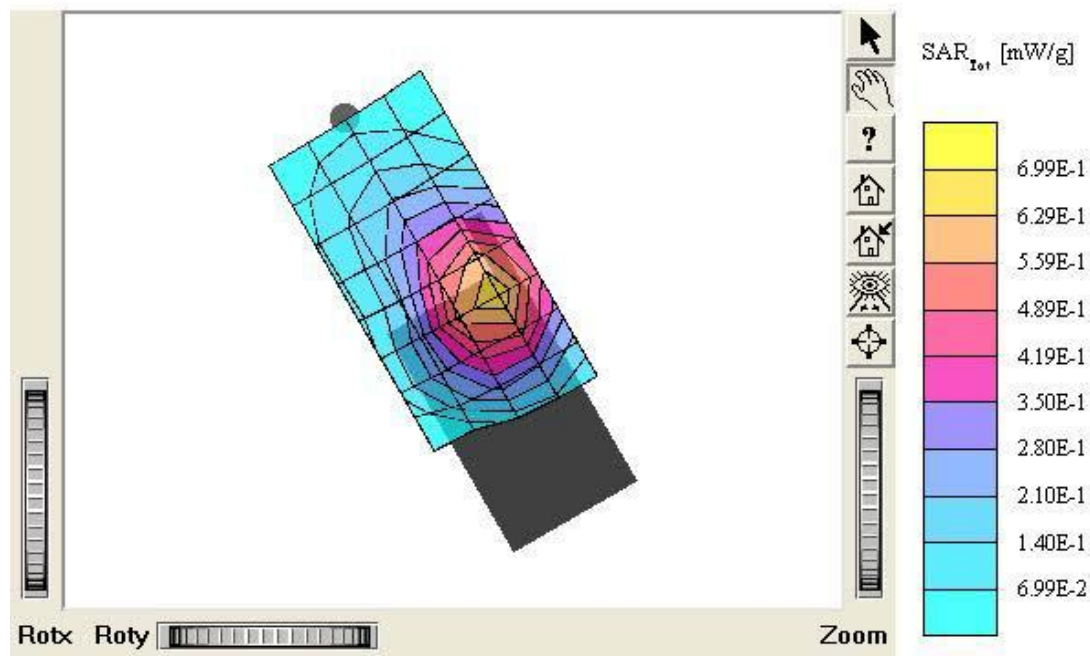 SAR_Tot [mW/g]
?
6.99E-1
6.29E-1
5.59E-1
4.89E-1
4.19E-1
3.50E-1
2.80E-1
2.10E-1
1.40E-1
6.99E-2
Rotx Roty Zoom